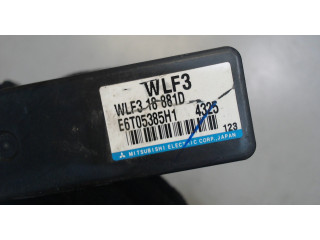 WLF3
WLF3 18 881D
E6T05385H1 4325
123
MITSUBISHI ELECTRIC CORP. JAPAN